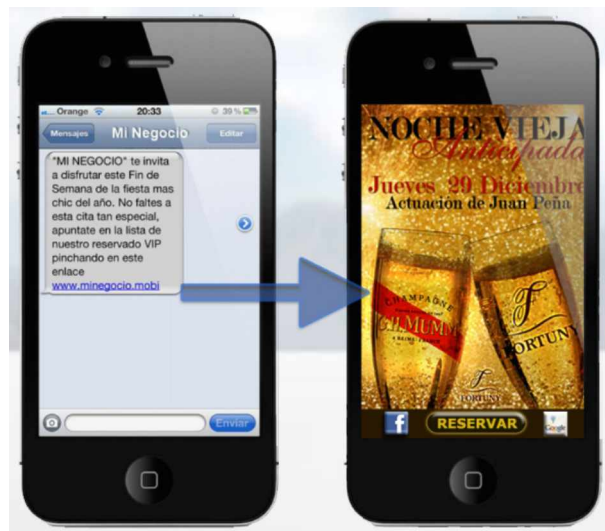 Orange 20:33 39 %
Mensajes Mi Negocio Editar
"MI NEGOCIO" te invita
a disfrutar este Fin de
Semana de la fiesta mas
chic del año. No faltes a
esta cita tan especial,
apuntate en la lista de
nuestro reservado VIP
pinchando en este
enlace
www.minegocio.mobi
Enviar
NOCHE VIEJA
Anticipada
Jueves 29 Diciembre
Actuación de Juan Peña
CHAMPAGNE
G.H.MUMM
A REIMS - FRANCE
F
FORTUNY
F
FORTUNY
f
RESERVAR
Google